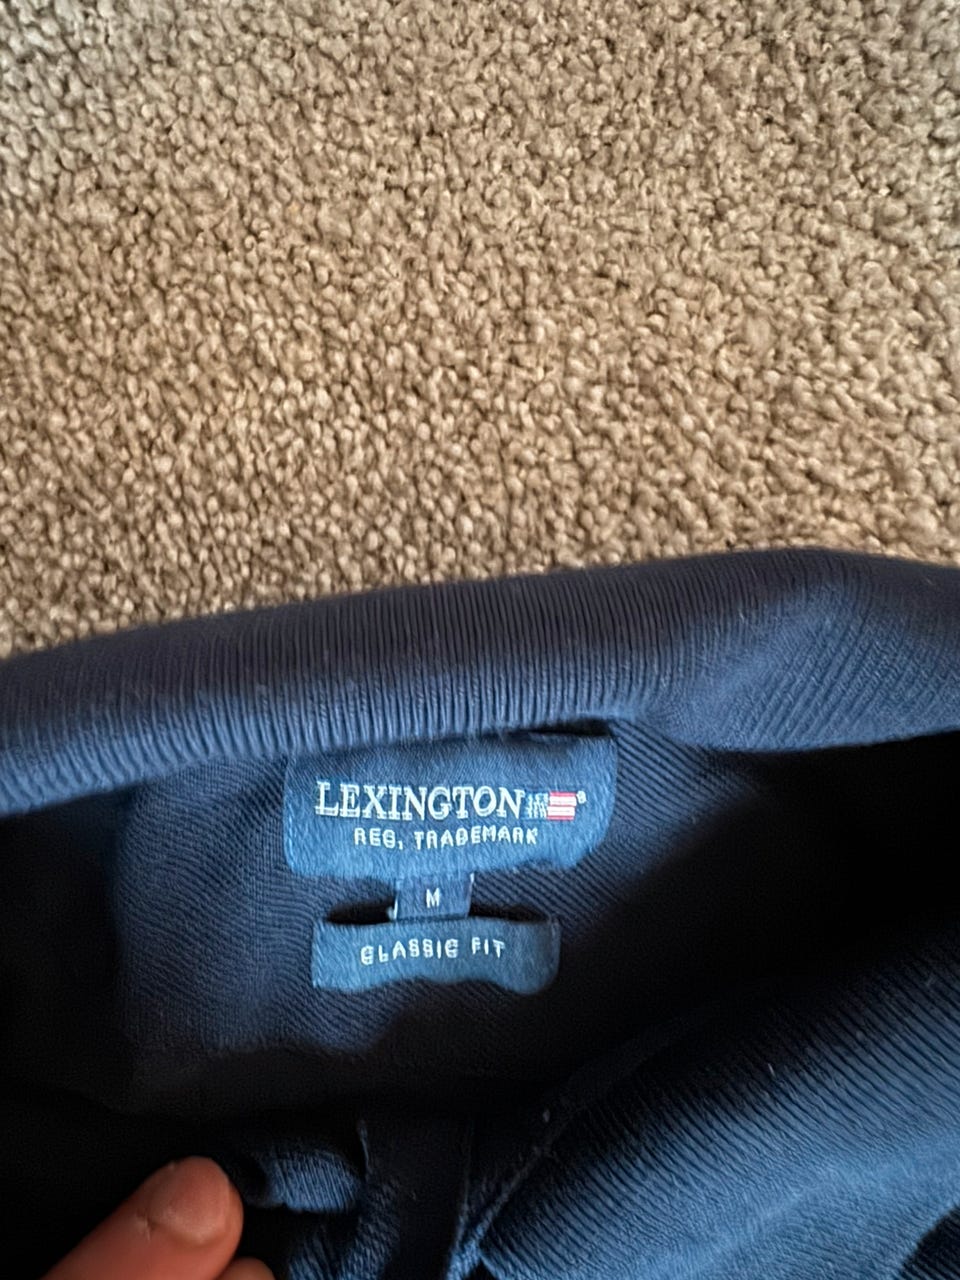 LEXINGTON®
REG. TRADEMARK
M
CLASSIC FIT